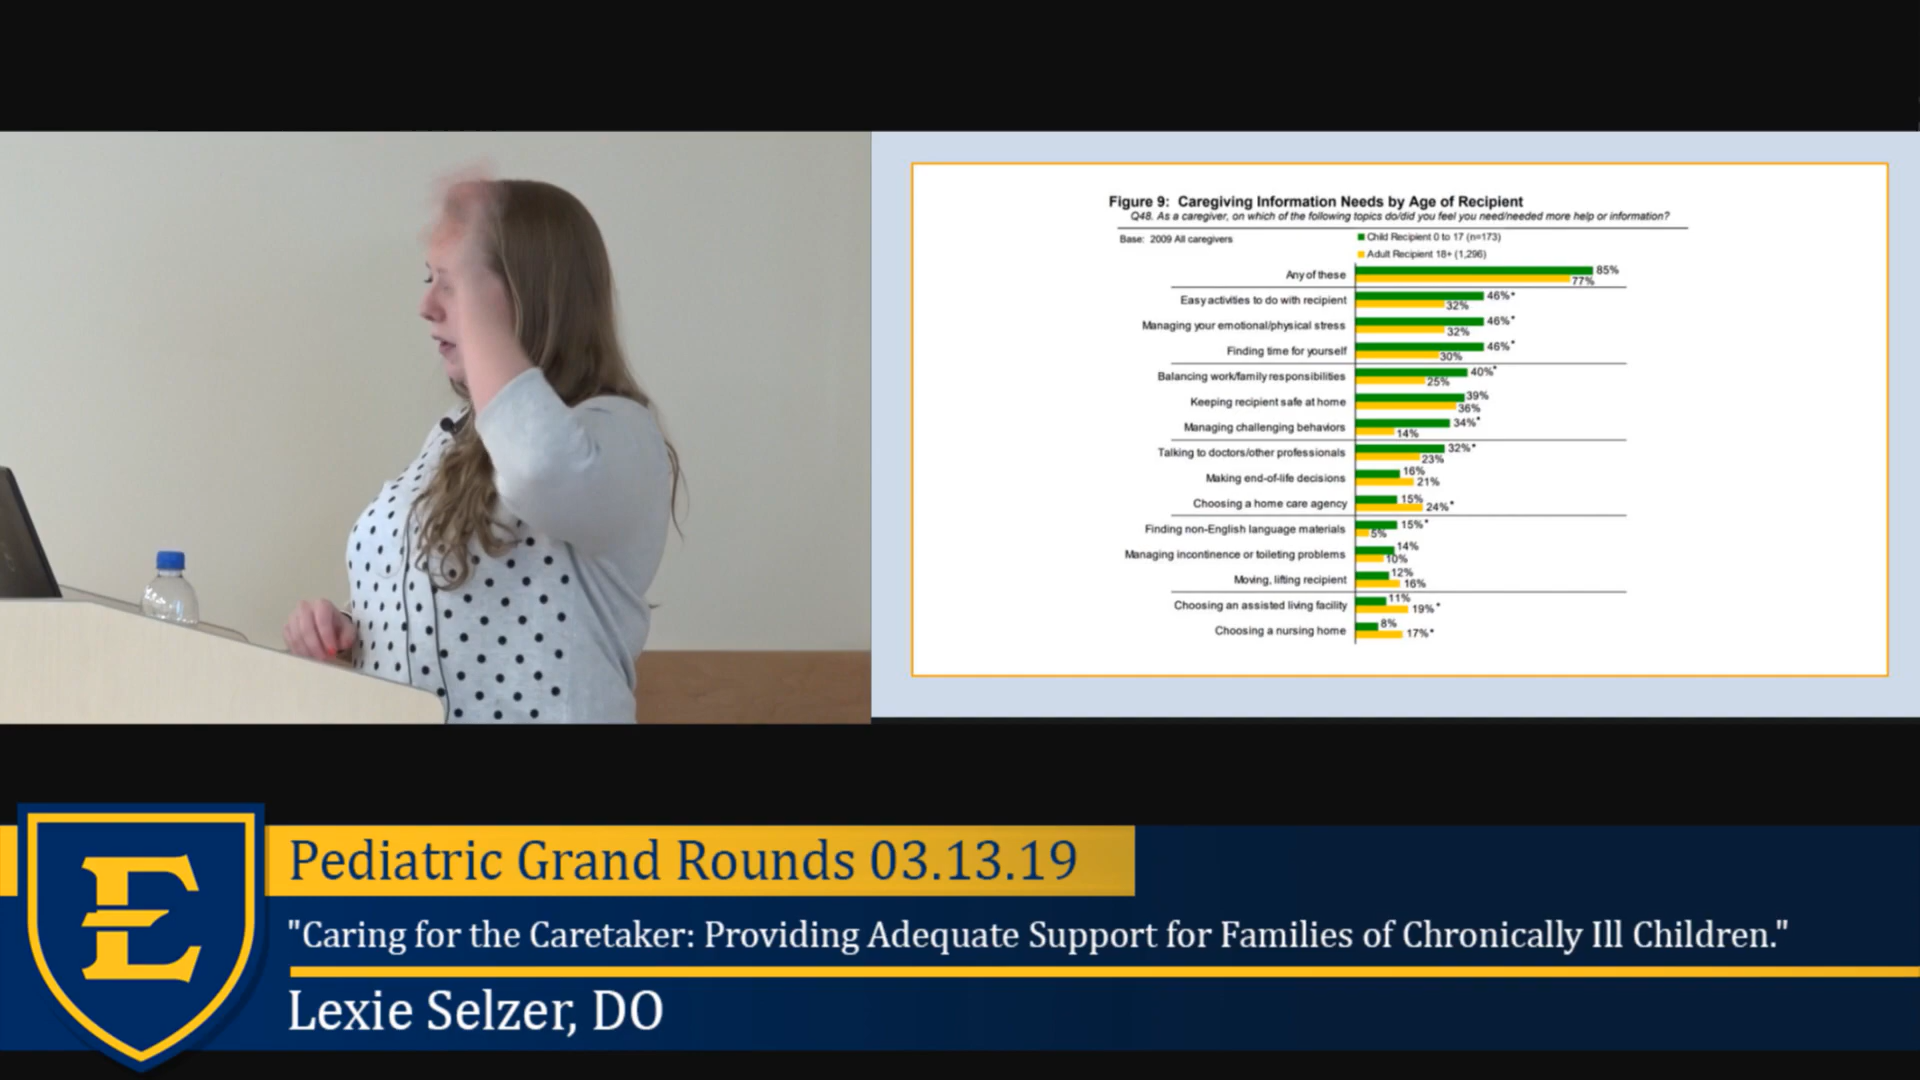 Figure 9: Caregiving Information Needs by Age of Recipient
Q48. As a caregiver, on which of the following topics do/did you feel you need/needed more help or information?
Base: 2009 All caregivers
Child Recipient 0 to 17 (n=173)
Adult Recipient 18+ (1,296)
Any of these 85%
77%
Easy activities to do with recipient 46%*
32%
Managing your emotional/physical stress 46%*
32%
Finding time for yourself 46%*
30%
Balancing work/family responsibilities 40%*
25%
Keeping recipient safe at home 39%
36%
Managing challenging behaviors 34%*
14%
Talking to doctors/other professionals 32%*
23%
Making end-of-life decisions 16%
21%
Choosing a home care agency 15%
24%*
Finding non-English language materials 15%*
5%
Managing incontinence or toileting problems 14%
10%
Moving, lifting recipient 12%
16%
Choosing an assisted living facility 11%
19%*
Choosing a nursing home 8%
17%*
E
Pediatric Grand Rounds 03.13.19
"Caring for the Caretaker: Providing Adequate Support for Families of Chronically Ill Children."
Lexie Selzer, DO